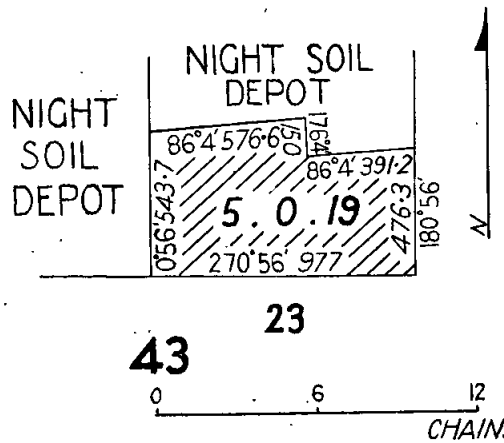 NIGHT SOIL
DEPOT
NIGHT
SOIL
DEPOT
86°4' 576·6
150
176°4'
86°4' 391·2
0°56' 543·7
5. 0. 19
476·3
180°56'
270°56' 977
N
23
43
0 6 12
CHAIN